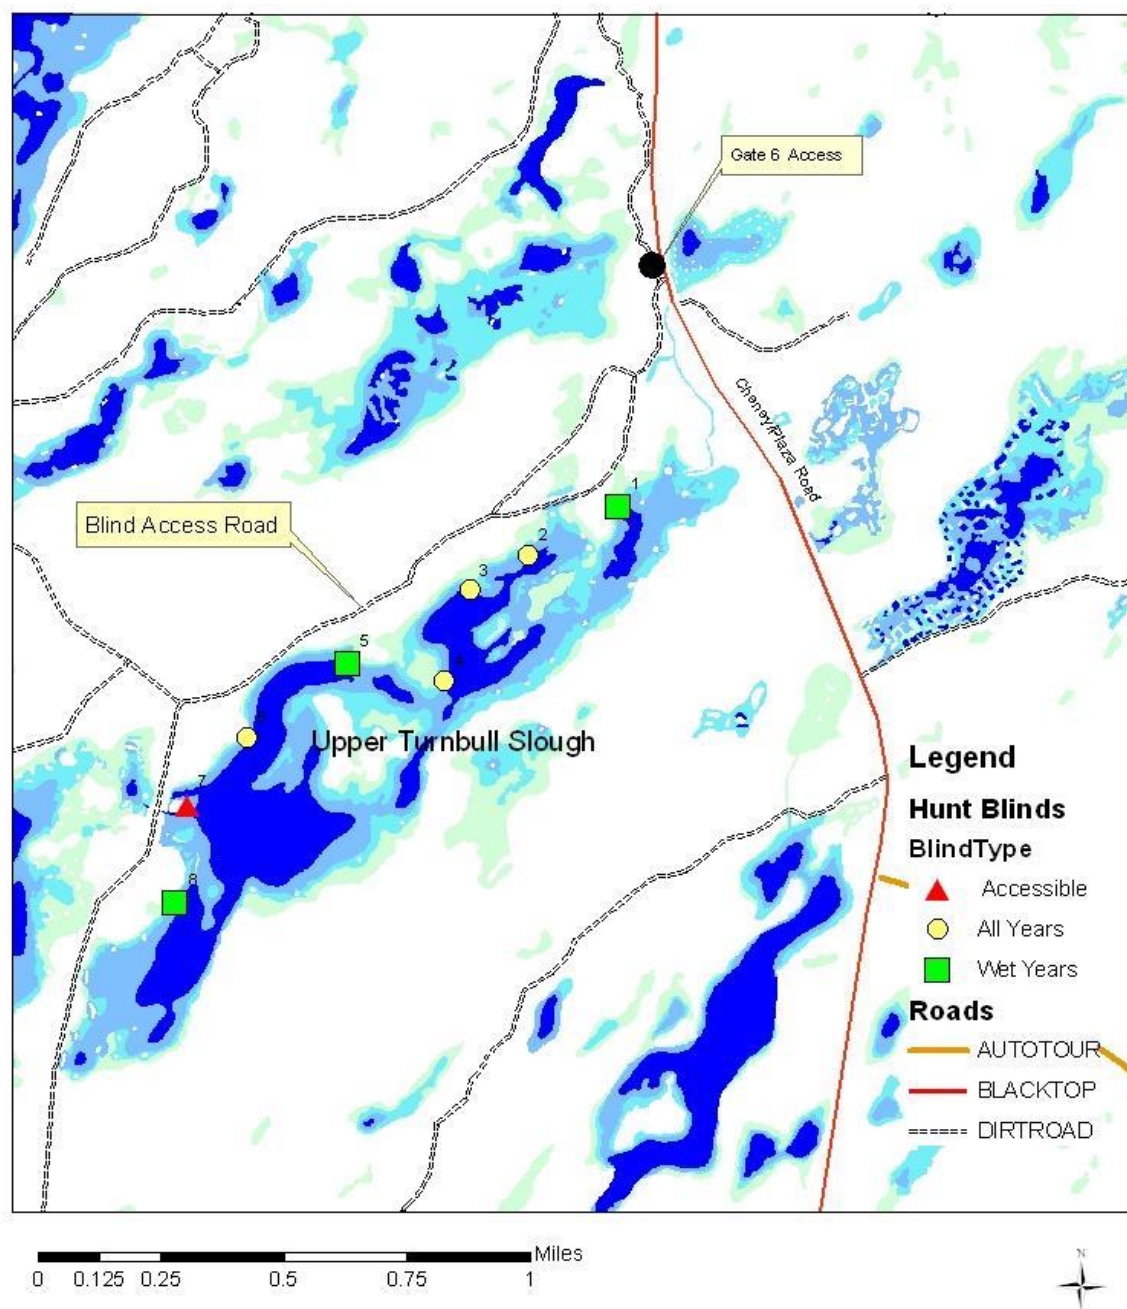 Gate 6 Access
Cheney/Plaza Road
1
Blind Access Road
2
3
5
Upper Turnbull Slough
7
8
Legend
Hunt Blinds
BlindType
Accessible
All Years
Wet Years
Roads
AUTOTOUR
BLACKTOP
DIRTROAD
Miles
0 0.125 0.25 0.5 0.75 1
N